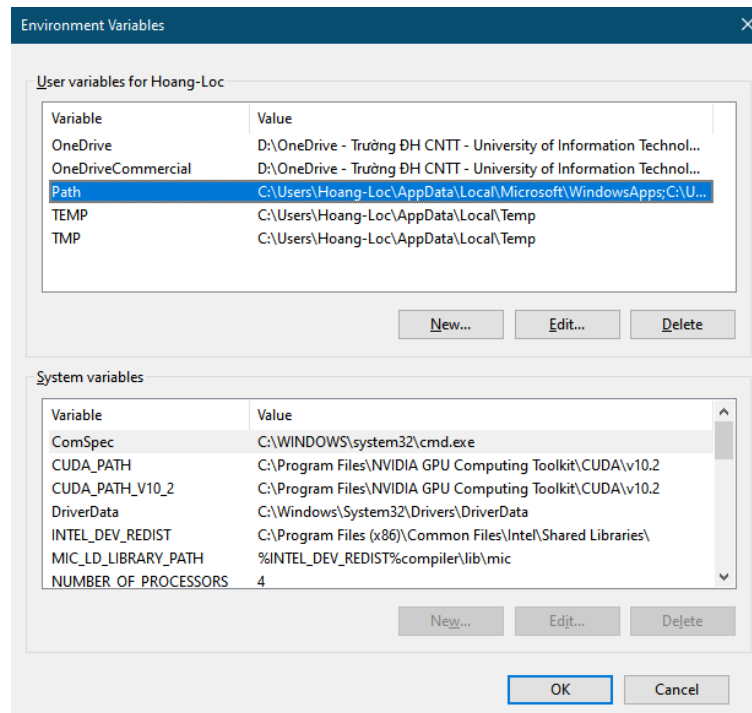 Environment Variables
User variables for Hoang-Loc
Variable Value
OneDrive D:\OneDrive - Trường ĐH CNTT - University of Information Technol...
OneDriveCommercial D:\OneDrive - Trường ĐH CNTT - University of Information Technol...
Path C:\Users\Hoang-Loc\AppData\Local\Microsoft\WindowsApps;C:\U...
TEMP C:\Users\Hoang-Loc\AppData\Local\Temp
TMP C:\Users\Hoang-Loc\AppData\Local\Temp
New... Edit... Delete
System variables
Variable Value
ComSpec C:\WINDOWS\system32\cmd.exe
CUDA_PATH C:\Program Files\NVIDIA GPU Computing Toolkit\CUDA\v10.2
CUDA_PATH_V10_2 C:\Program Files\NVIDIA GPU Computing Toolkit\CUDA\v10.2
DriverData C:\Windows\System32\Drivers\DriverData
INTEL_DEV_REDIST C:\Program Files (x86)\Common Files\Intel\Shared Libraries\
MIC_LD_LIBRARY_PATH %INTEL_DEV_REDIST%compiler\lib\mic
NUMBER_OF_PROCESSORS 4
New... Edit... Delete
OK Cancel